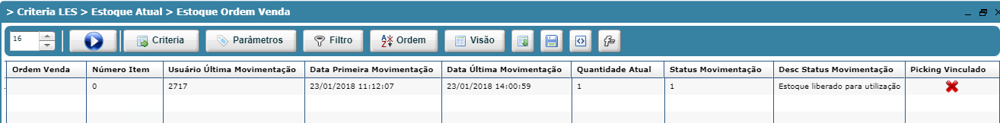 > Criteria LES > Estoque Atual > Estoque Ordem Venda
16 Criteria Parâmetros Filtro Ordem Visão
Ordem Venda Número Item Usuário Última Movimentação Data Primeira Movimentação Data Última Movimentação Quantidade Atual Status Movimentação Desc Status Movimentação Picking Vinculado
0 2717 23/01/2018 11:12:07 23/01/2018 14:00:59 1 1 Estoque liberado para utilização